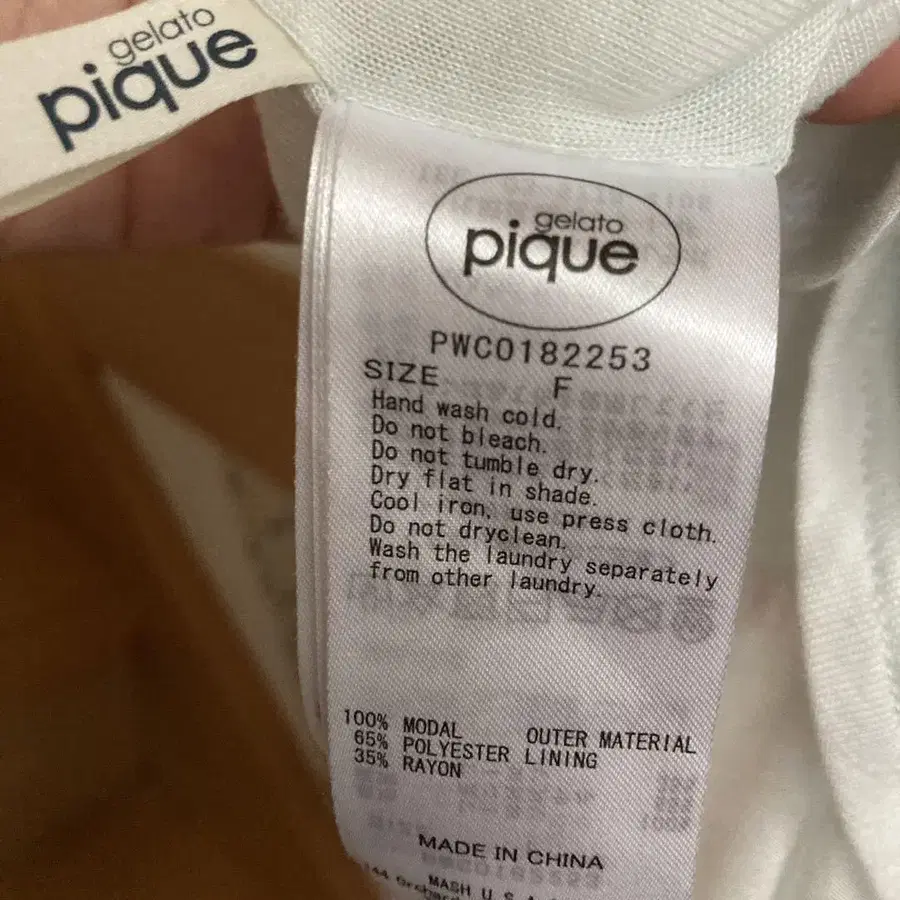 gelato
pique
gelato
pique
PWC0182253
SIZE F
Hand wash cold.
Do not bleach.
Do not tumble dry.
Dry flat in shade.
Cool iron, use press cloth.
Do not dryclean.
Wash the laundry separately
from other laundry.
100% MODAL OUTER MATERIAL
65% POLYESTER LINING
35% RAYON
MADE IN CHINA
MASH U S A